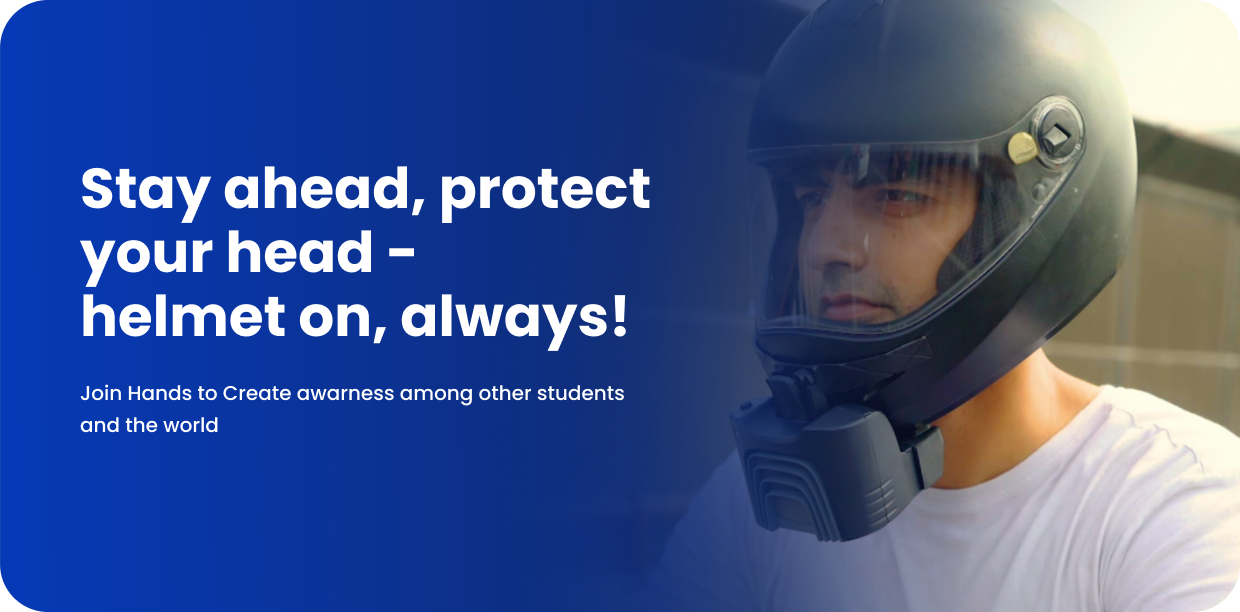 Stay ahead, protect
your head -
helmet on, always!
Join Hands to Create awarness among other students
and the world